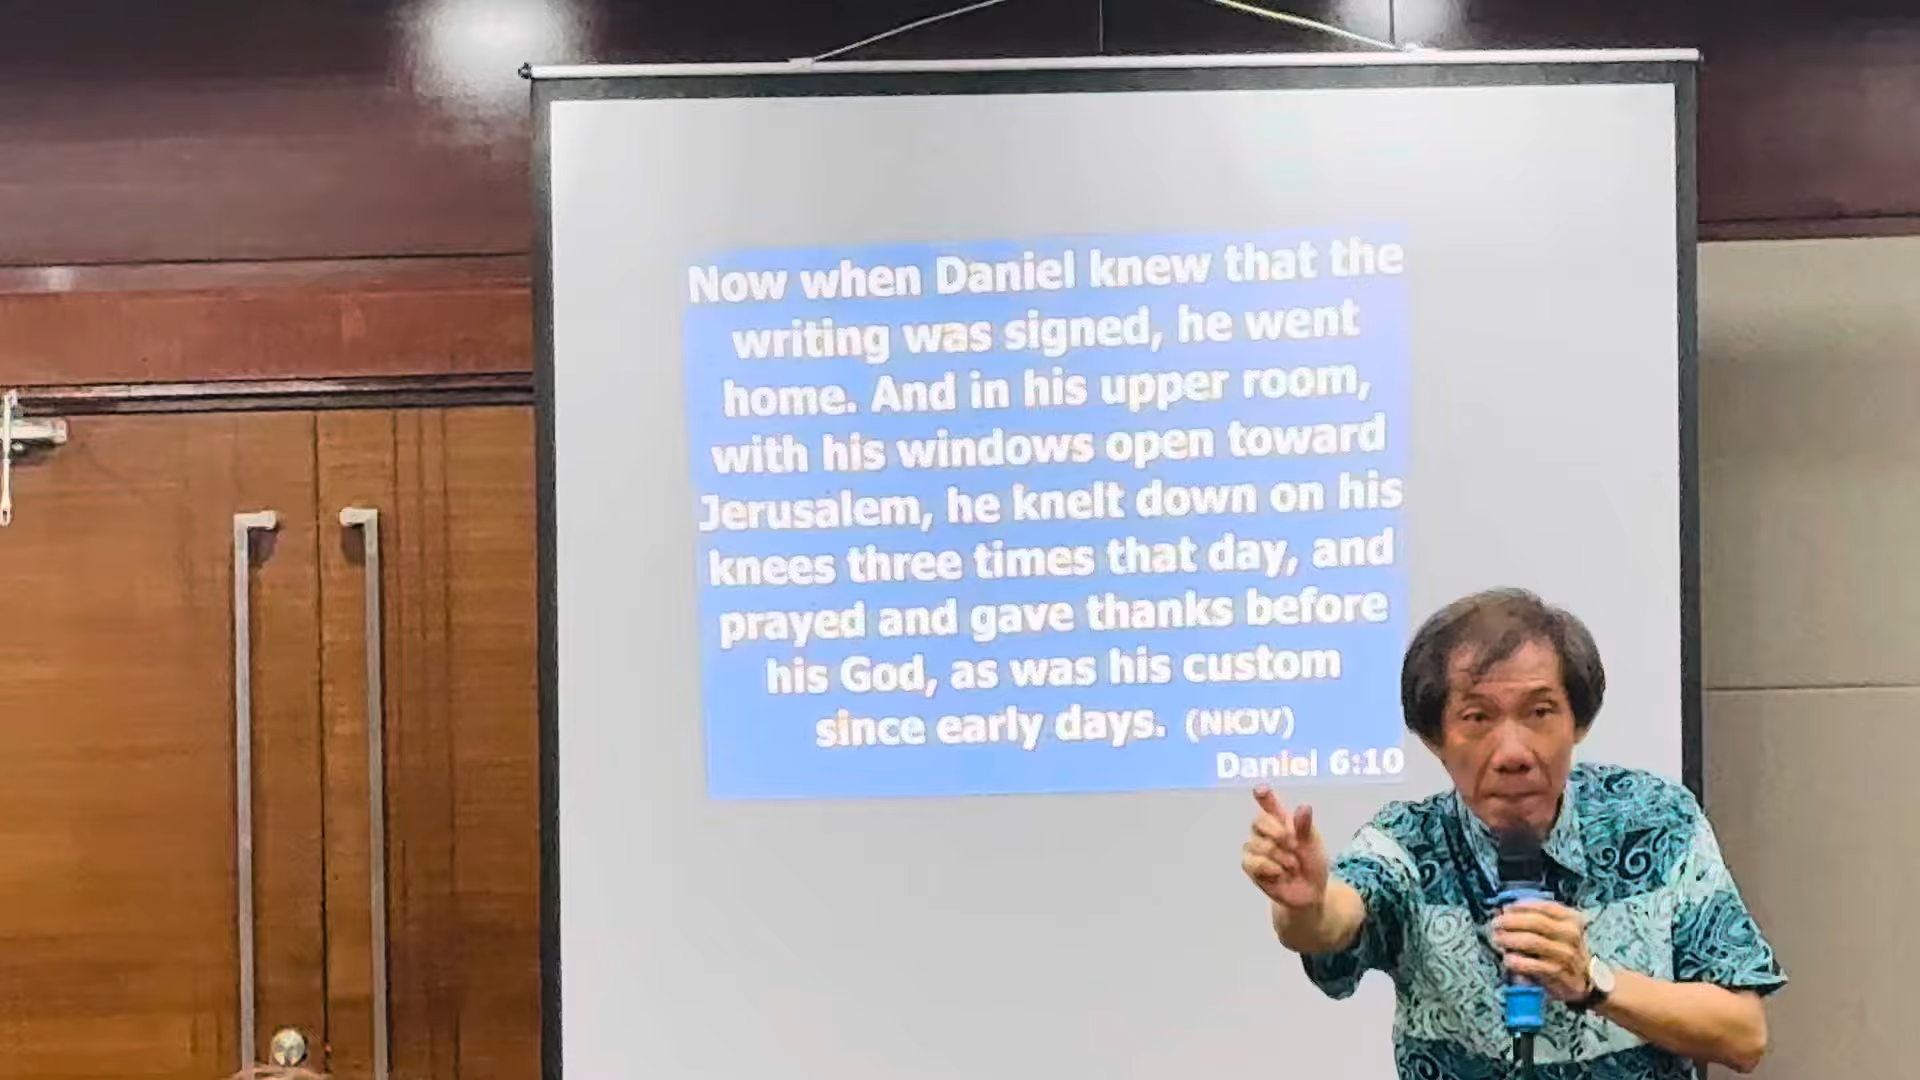 Now when Daniel knew that the
writing was signed, he went
home. And in his upper room,
with his windows open toward
Jerusalem, he knelt down on his
knees three times that day, and
prayed and gave thanks before
his God, as was his custom
since early days. (NKJV)
Daniel 6:10